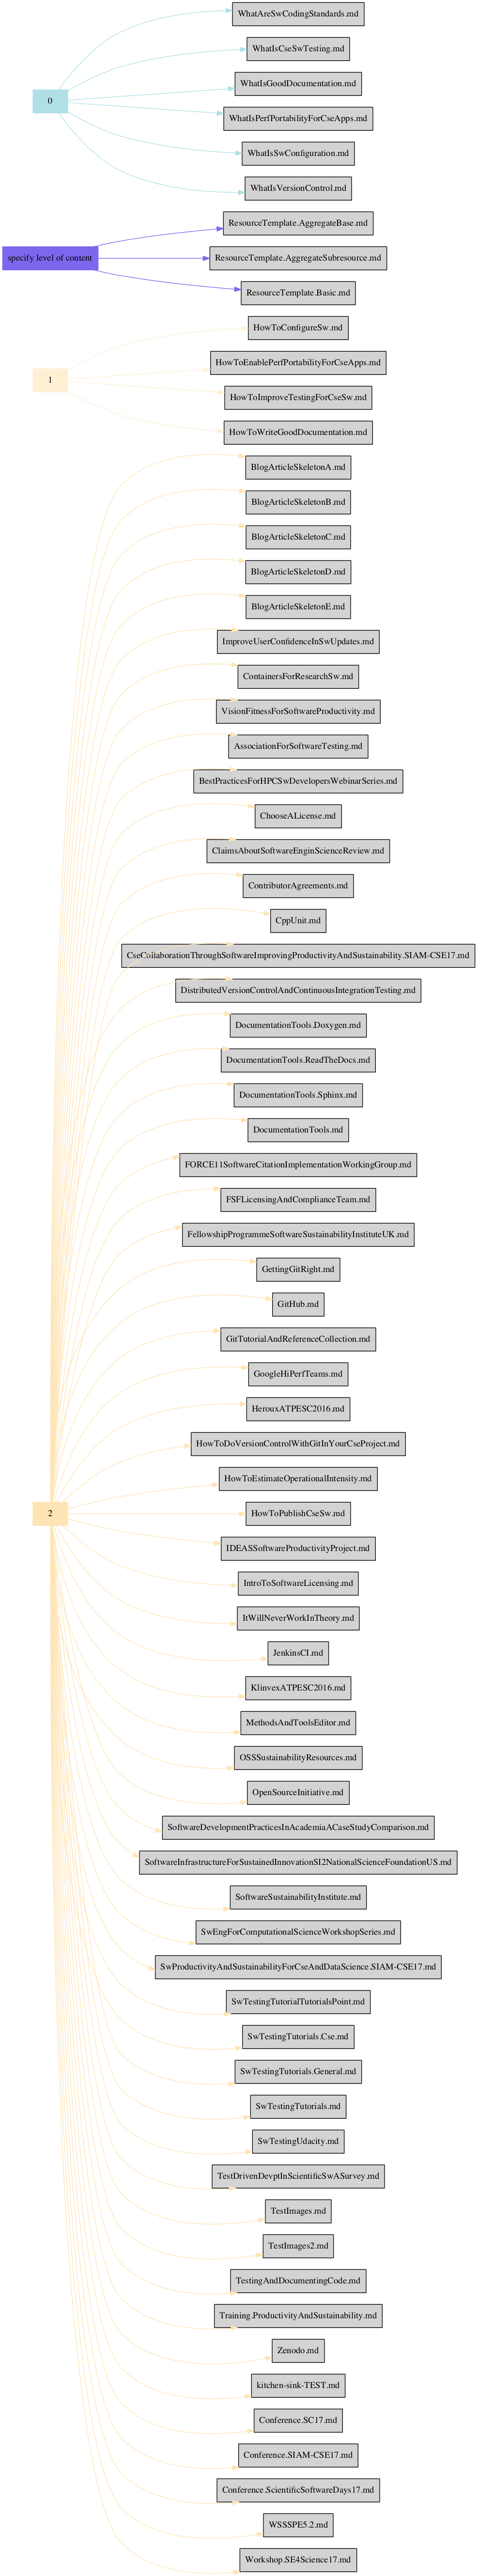 WhatAreSwCodingStandards.md
WhatIsCseSwTesting.md
WhatIsGoodDocumentation.md
0
WhatIsPerfPortabilityForCseApps.md
WhatIsSwConfiguration.md
WhatIsVersionControl.md
ResourceTemplate.AggregateBase.md
specify level of content
ResourceTemplate.AggregateSubresource.md
ResourceTemplate.Basic.md
HowToConfigureSw.md
HowToEnablePerfPortabilityForCseApps.md
1
HowToImproveTestingForCseSw.md
HowToWriteGoodDocumentation.md
BlogArticleSkeletonA.md
BlogArticleSkeletonB.md
BlogArticleSkeletonC.md
BlogArticleSkeletonD.md
BlogArticleSkeletonE.md
ImproveUserConfidenceInSwUpdates.md
ContainersForResearchSw.md
VisionFitnessForSoftwareProductivity.md
AssociationForSoftwareTesting.md
BestPracticesForHPCSwDevelopersWebinarSeries.md
ChooseALicense.md
ClaimsAboutSoftwareEnginScienceReview.md
ContributorAgreements.md
CppUnit.md
CseCollaborationThroughSoftwareImprovingProductivityAndSustainability.SIAM-CSE17.md
DistributedVersionControlAndContinuousIntegrationTesting.md
DocumentationTools.Doxygen.md
DocumentationTools.ReadTheDocs.md
DocumentationTools.Sphinx.md
DocumentationTools.md
FORCE11SoftwareCitationImplementationWorkingGroup.md
FSFLicensingAndComplianceTeam.md
FellowshipProgrammeSoftwareSustainabilityInstituteUK.md
GettingGitRight.md
GitHub.md
GitTutorialAndReferenceCollection.md
GoogleHiPerfTeams.md
HerouxATPESC2016.md
HowToDoVersionControlWithGitInYourCseProject.md
HowToEstimateOperationalIntensity.md
2
HowToPublishCseSw.md
IDEASSoftwareProductivityProject.md
IntroToSoftwareLicensing.md
ItWillNeverWorkInTheory.md
JenkinsCI.md
KlinvexATPESC2016.md
MethodsAndToolsEditor.md
OSSSustainabilityResources.md
OpenSourceInitiative.md
SoftwareDevelopmentPracticesInAcademiaACaseStudyComparison.md
SoftwareInfrastructureForSustainedInnovationSI2NationalScienceFoundationUS.md
SoftwareSustainabilityInstitute.md
SwEngForComputationalScienceWorkshopSeries.md
SwProductivityAndSustainabilityForCseAndDataScience.SIAM-CSE17.md
SwTestingTutorialTutorialsPoint.md
SwTestingTutorials.Cse.md
SwTestingTutorials.General.md
SwTestingTutorials.md
SwTestingUdacity.md
TestDrivenDevptInScientificSwASurvey.md
TestImages.md
TestImages2.md
TestingAndDocumentingCode.md
Training.ProductivityAndSustainability.md
Zenodo.md
kitchen-sink-TEST.md
Conference.SC17.md
Conference.SIAM-CSE17.md
Conference.ScientificSoftwareDays17.md
WSSSPE5.2.md
Workshop.SE4Science17.md